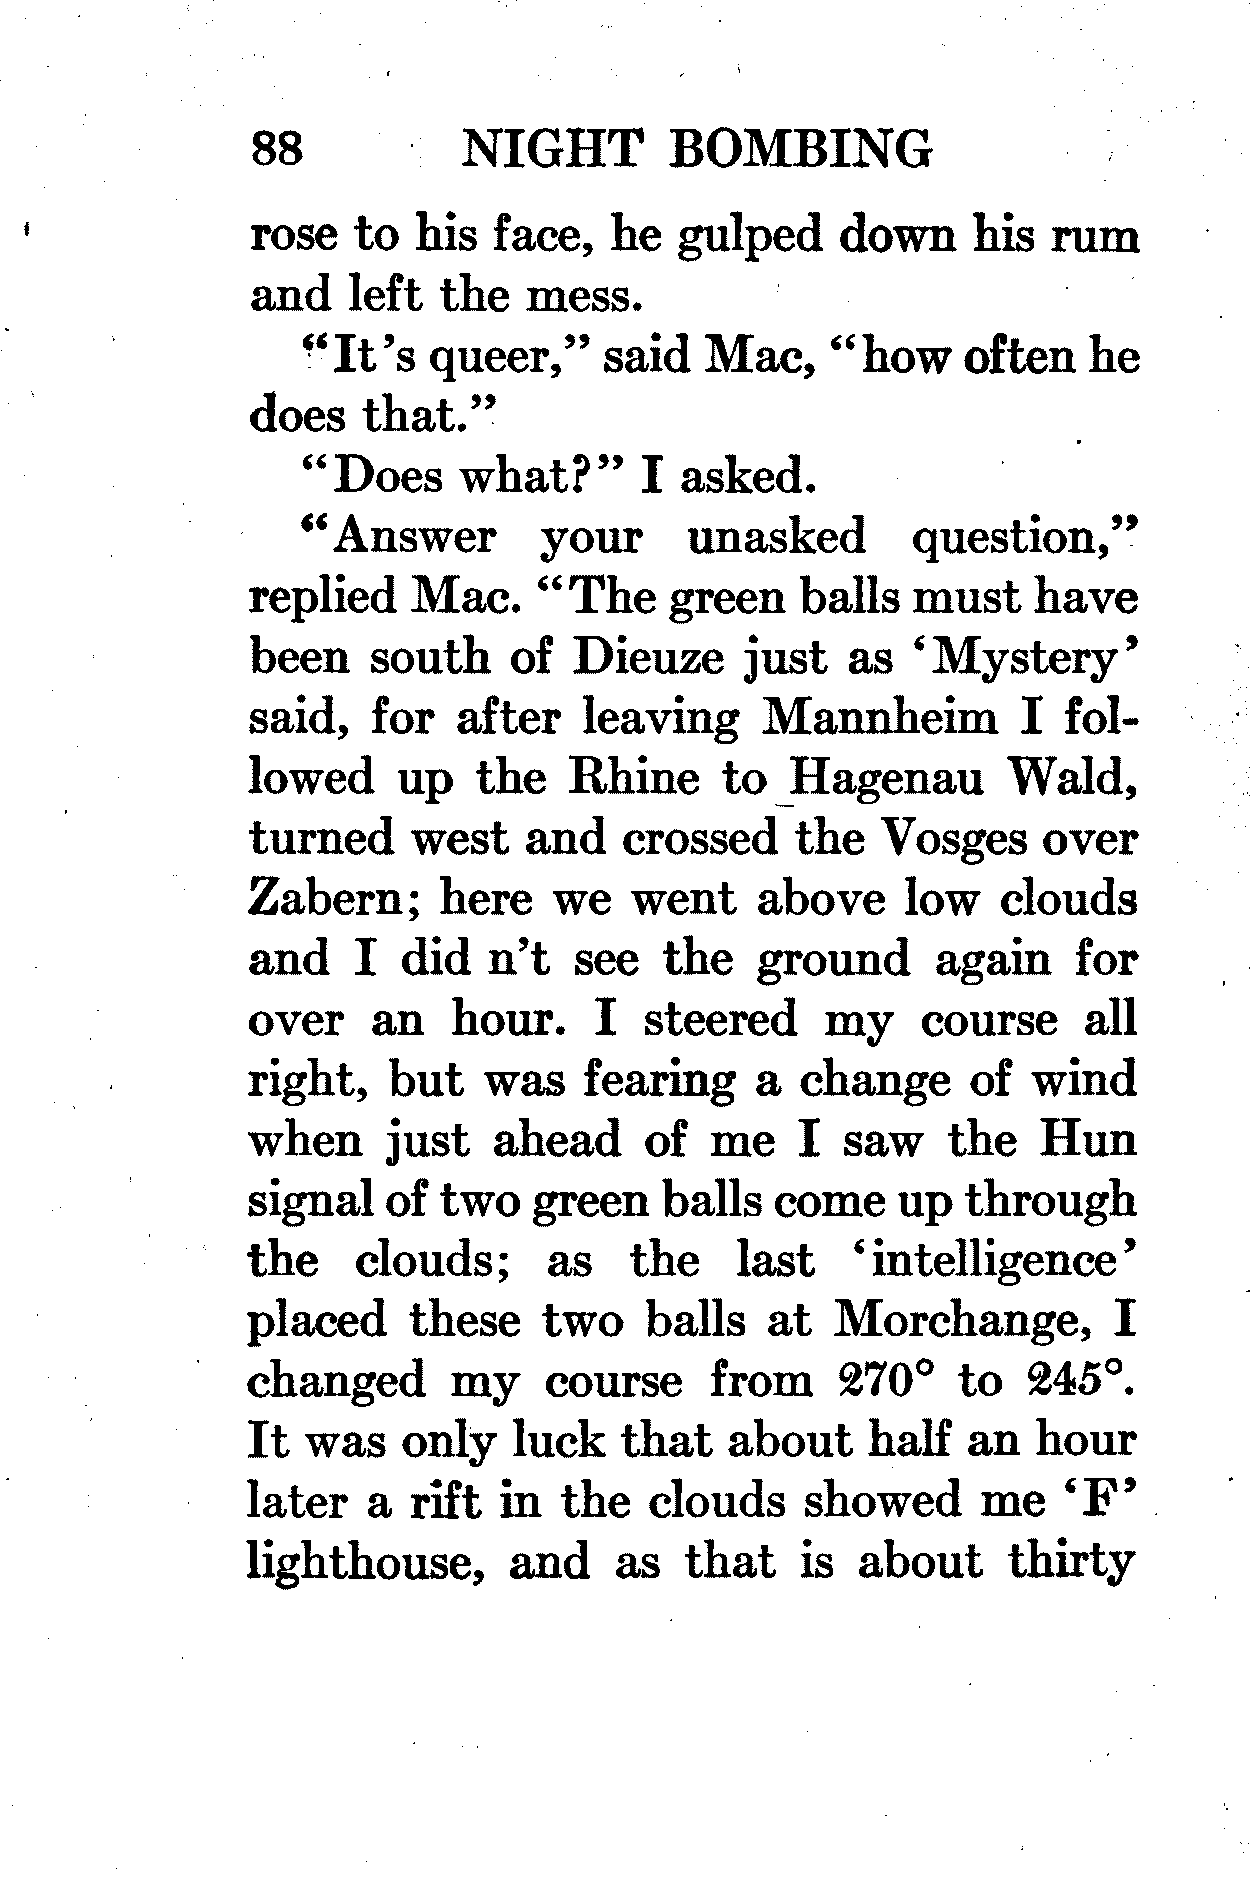 88 NIGHT BOMBING
rose to his face, he gulped down his rum
and left the mess.
"It's queer," said Mac, "how often he
does that."
"Does what?" I asked.
"Answer your unasked question,"
replied Mac. "The green balls must have
been south of Dieuze just as 'Mystery'
said, for after leaving Mannheim I fol-
lowed up the Rhine to Hagenau Wald,
turned west and crossed the Vosges over
Zabern; here we went above low clouds
and I did n't see the ground again for
over an hour. I steered my course all
right, but was fearing a change of wind
when just ahead of me I saw the Hun
signal of two green balls come up through
the clouds; as the last 'intelligence'
placed these two balls at Morchange, I
changed my course from 270° to 245°.
It was only luck that about half an hour
later a rift in the clouds showed me 'F'
lighthouse, and as that is about thirty